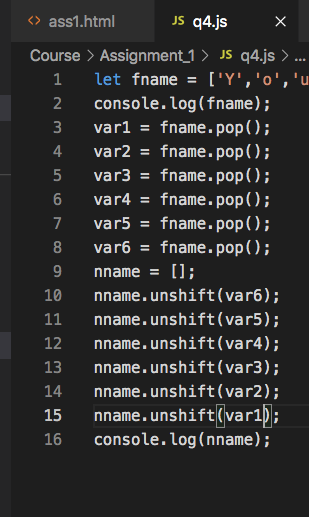 <> ass1.html JS q4.js ×
Course > Assignment_1 > JS q4.js > ...
1 let fname = ['Y','o','u
2 console.log(fname);
3 var1 = fname.pop();
4 var2 = fname.pop();
5 var3 = fname.pop();
6 var4 = fname.pop();
7 var5 = fname.pop();
8 var6 = fname.pop();
9 nname = [];
10 nname.unshift(var6);
11 nname.unshift(var5);
12 nname.unshift(var4);
13 nname.unshift(var3);
14 nname.unshift(var2);
15 nname.unshift(var1);
16 console.log(nname);